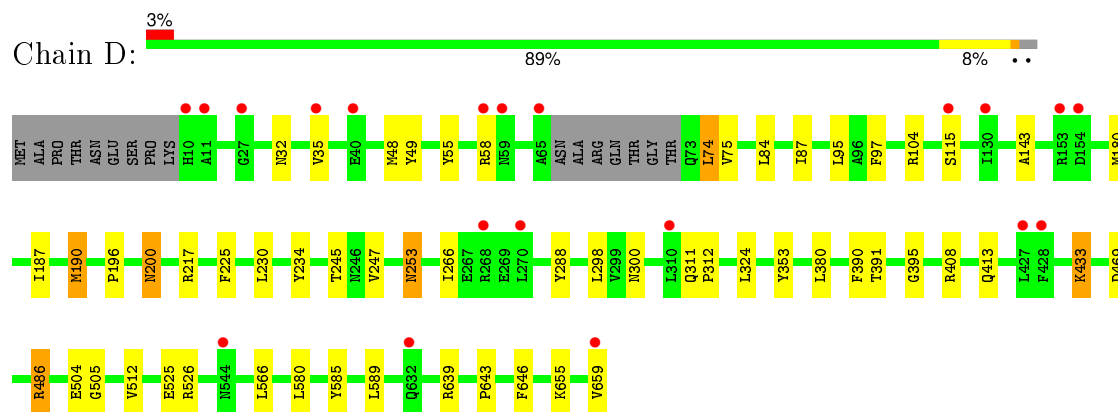 3%
Chain D:
89% 8% • •
MET ALA PRO THR ASN GLU SER PRO LYS H10 A11 G27 N32 V35 E40 M48 Y49 Y55 R58 N59 A65 ASN ALA ARG GLN THR GLY THR Q73 L74 V75 L84 I87 L95 A96 F97 R104 S115 I130 A143 R153 D154 M180
I187 M190 P196 N200 R217 F225 L230 Y234 T245 N246 V247 N253 I266 E267 R268 E269 L270 Y288 L298 V299 N300 L310 Q311 P312 L324 Y353 L380 F390 T391 G395 R408 Q413 L427 F428 K433
R486 E504 G505 V512 E525 R526 N544 L566 L580 Y585 L589 Q632 R639 P643 F646 K655 V659